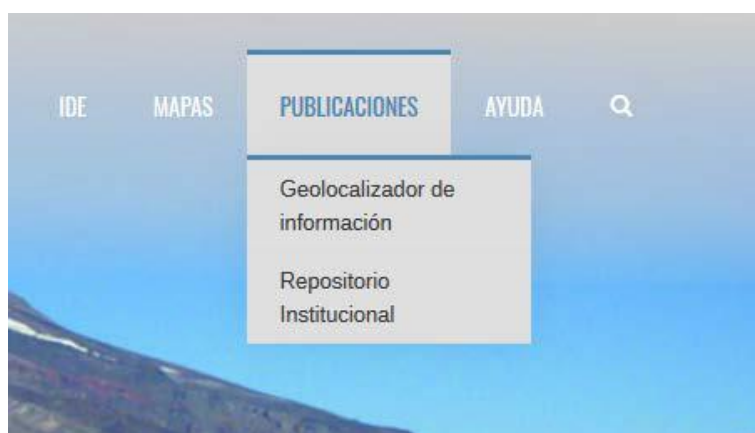 IDE MAPAS PUBLICACIONES AYUDA
Geolocalizador de
información
Repositorio
Institucional